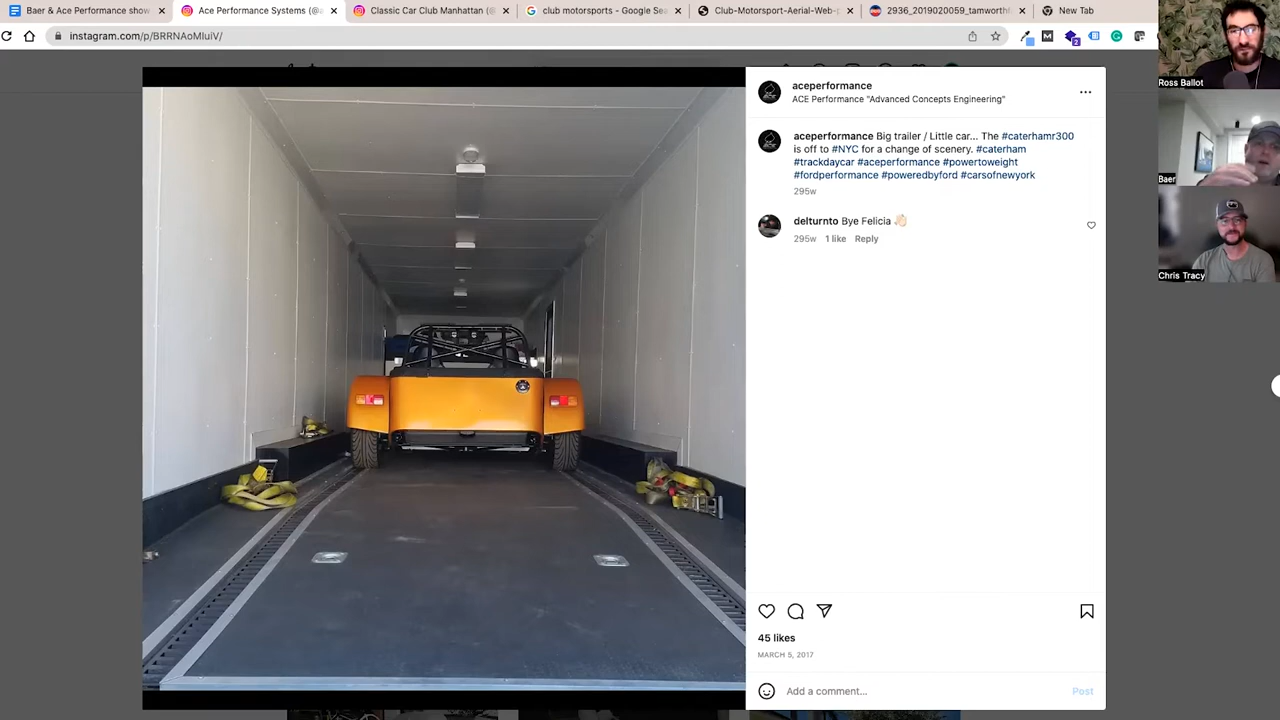 Baer & Ace Performance show
Ace Performance Systems (@a
Classic Car Club Manhattan (@
club motorsports - Google Sea
Club-Motorsport-Aerial-Web-
2936_2019020059_tamworth
New Tab
instagram.com/p/BRRNAoMluiV/
2
Ross Ballot
Baer
Chris Tracy
aceperformance
ACE Performance "Advanced Concepts Engineering"
aceperformance Big trailer / Little car... The #caterhamr300
is off to #NYC for a change of scenery. #caterham
#trackdaycar #aceperformance #powertoweight
#fordperformance #poweredbyford #carsofnewyork
295w
delturnto Bye Felicia 👋🏻
295w 1 like Reply
45 likes
MARCH 5, 2017
Add a comment...
Post